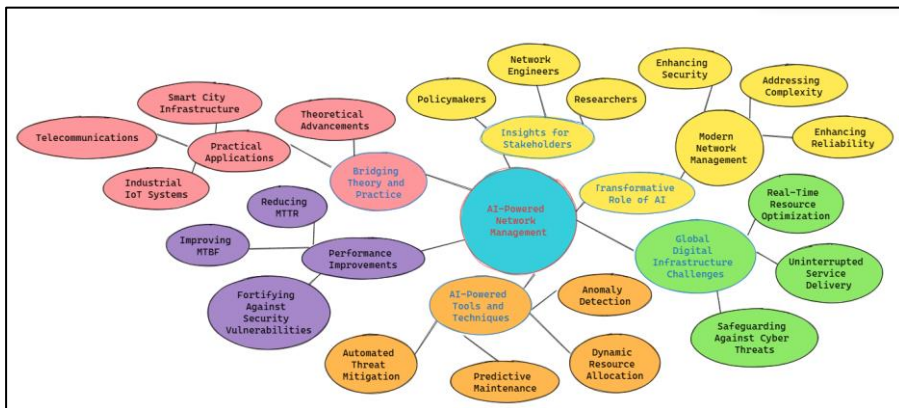 Network
Engineers
Policymakers
Researchers
Insights for
Stakeholders
Enhancing
Security
Addressing
Complexity
Modern
Network
Management
Enhancing
Reliability
Transformative
Role of AI
Smart City
Infrastructure
Telecommunications
Practical
Applications
Theoretical
Advancements
Industrial
IoT Systems
Bridging
Theory and
Practice
AI-Powered
Network
Management
Reducing
MTTR
Improving
MTBF
Performance
Improvements
Fortifying
Against
Security
Vulnerabilities
Real-Time
Resource
Optimization
Global
Digital
Infrastructure
Challenges
Uninterrupted
Service
Delivery
Safeguarding
Against Cyber
Threats
AI-Powered
Tools and
Techniques
Anomaly
Detection
Automated
Threat
Mitigation
Predictive
Maintenance
Dynamic
Resource
Allocation